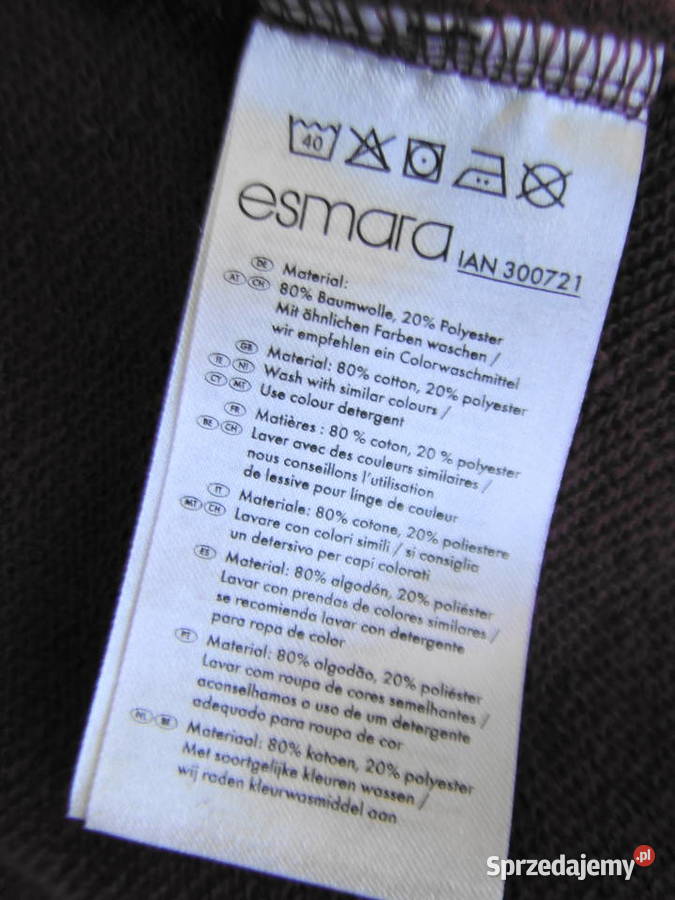 40
esmara
IAN 300721
DE Material:
AT CH 80% Baumwolle, 20% Polyester
Mit ähnlichen Farben waschen /
wir empfehlen ein Colorwaschmittel
GB Material: 80% cotton, 20% polyester
IE NI Wash with similar colours /
CY MT Use colour detergent
FR Matières : 80 % coton, 20 % polyester
BE CH Laver avec des couleurs similaires /
nous conseillons l'utilisation
de lessive pour linge de couleur
IT Materiale: 80% cotone, 20% poliestere
MT CH Lavare con colori simili / si consiglia
un detersivo per capi colorati
ES Material: 80% algodón, 20% poliéster
Lavar con prendas de colores similares /
se recomienda lavar con detergente
para ropa de color
PT Material: 80% algodão, 20% poliéster
Lavar com roupa de cores semelhantes /
aconselhamos o uso de um detergente
adequado para roupa de cor
NL BE Materiaal: 80% katoen, 20% polyester
Met soortgelijke kleuren wassen /
wij raden kleurwasmiddel aan
Sprzedajemy.pl